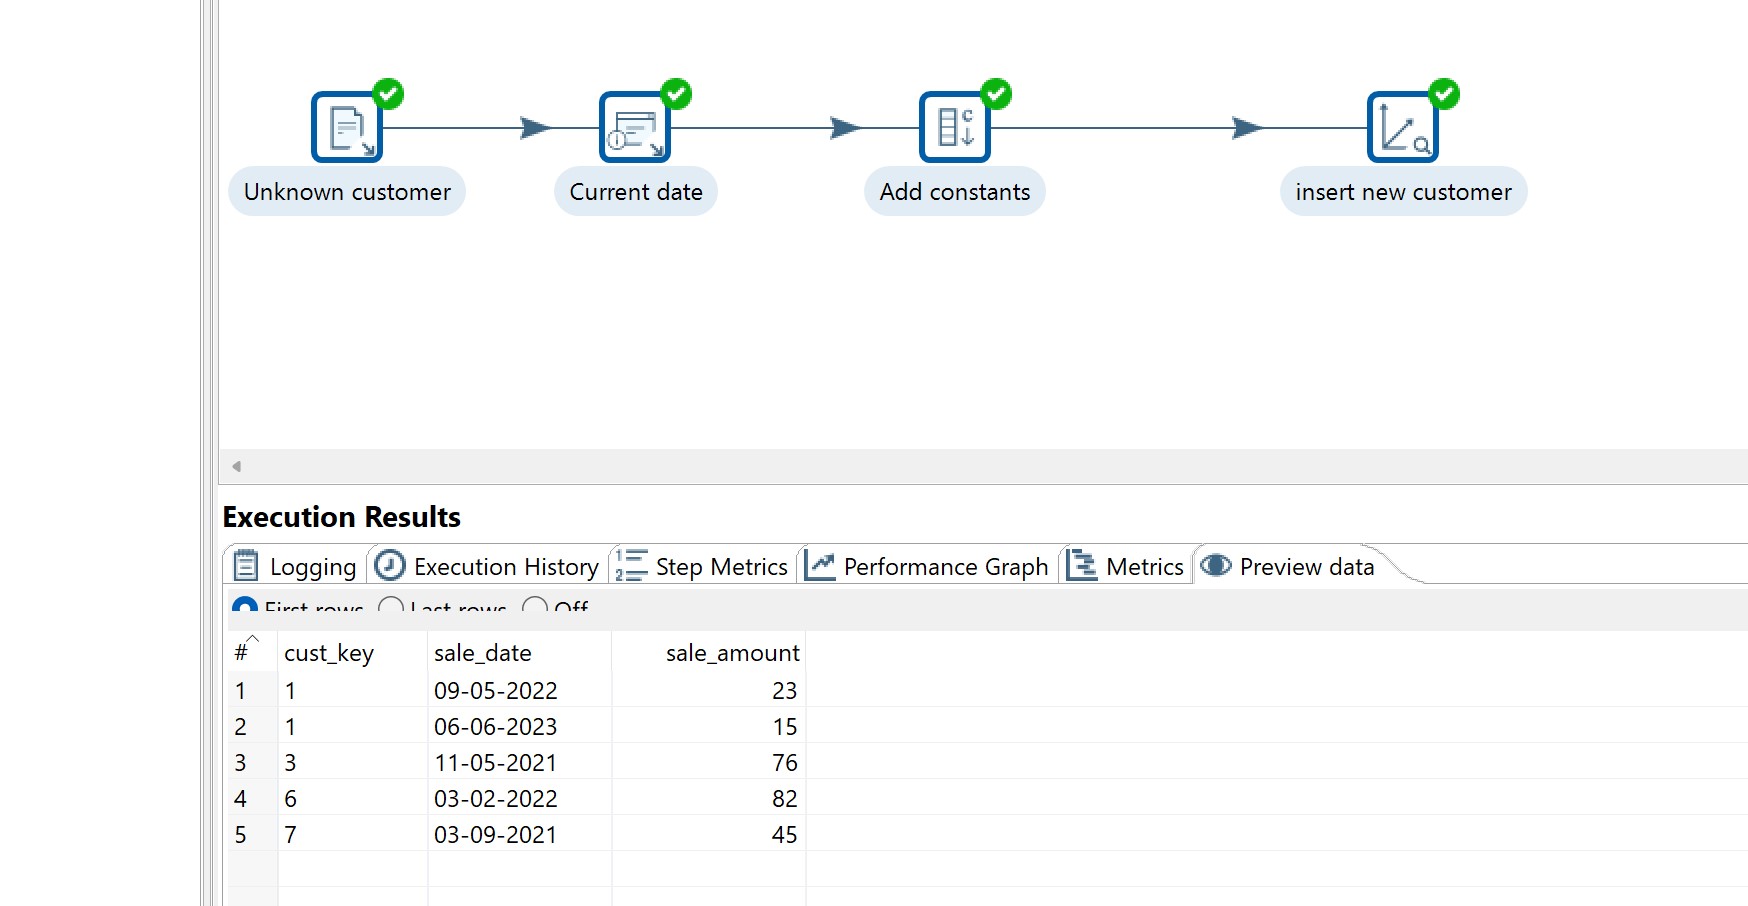 Unknown customer
Current date
Add constants
insert new customer
Execution Results
Logging Execution History Step Metrics Performance Graph Metrics Preview data
First rows Last rows Off
# cust_key sale_date sale_amount
1 1 09-05-2022 23
2 1 06-06-2023 15
3 3 11-05-2021 76
4 6 03-02-2022 82
5 7 03-09-2021 45